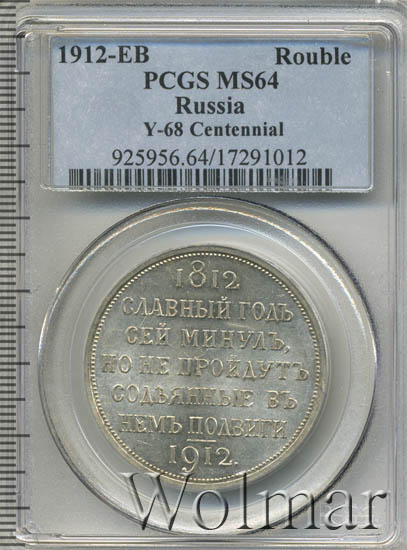 1912-EB Rouble
PCGS MS64
Russia
Y-68 Centennial
925956.64/17291012
1812
СЛАВНЫЙ ГОДЪ
СЕЙ МИНУЛЪ,
НО НЕ ПРОЙДУТЪ
СОДѢЯННЫЕ ВЪ
НЕМЪ ПОДВИГИ
1912.
Wolmar